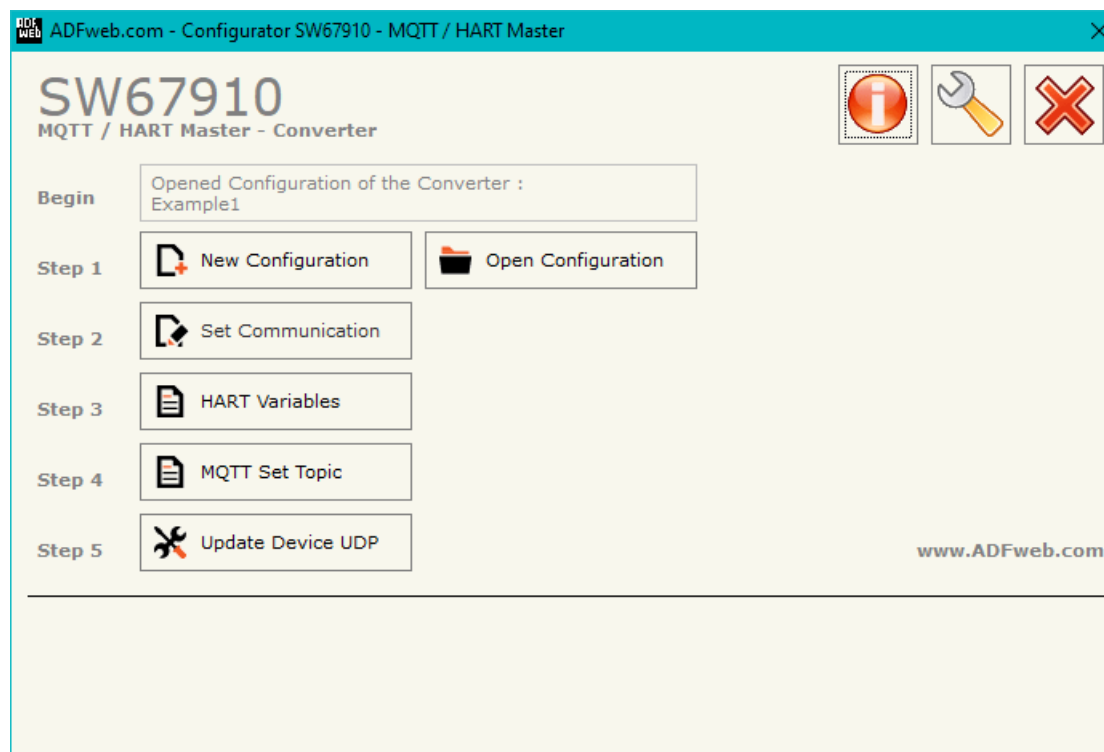 ADF
WEB
ADFweb.com - Configurator SW67910 - MQTT / HART Master
SW67910
MQTT / HART Master - Converter
Begin
Opened Configuration of the Converter :
Example1
Step 1
New Configuration
Open Configuration
Step 2
Set Communication
Step 3
HART Variables
Step 4
MQTT Set Topic
Step 5
Update Device UDP
www.ADFweb.com